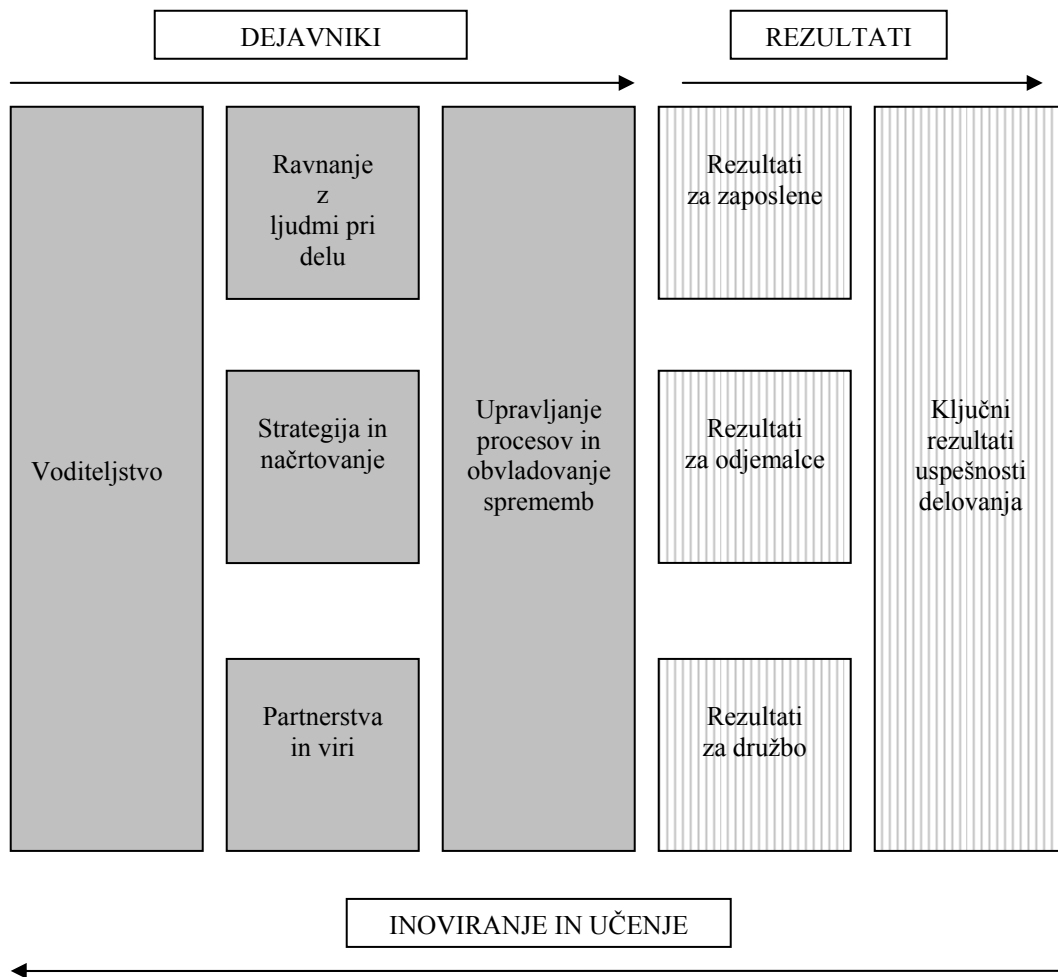 DEJAVNIKI
REZULTATI
Voditeljstvo
Ravnanje
z
ljudmi pri
delu
Strategija in
načrtovanje
Partnerstva
in viri
Upravljanje
procesov in
obvladovanje
sprememb
Rezultati
za zaposlene
Rezultati
za odjemalce
Rezultati
za družbo
Ključni
rezultati
uspešnosti
delovanja
INOVIRANJE IN UČENJE